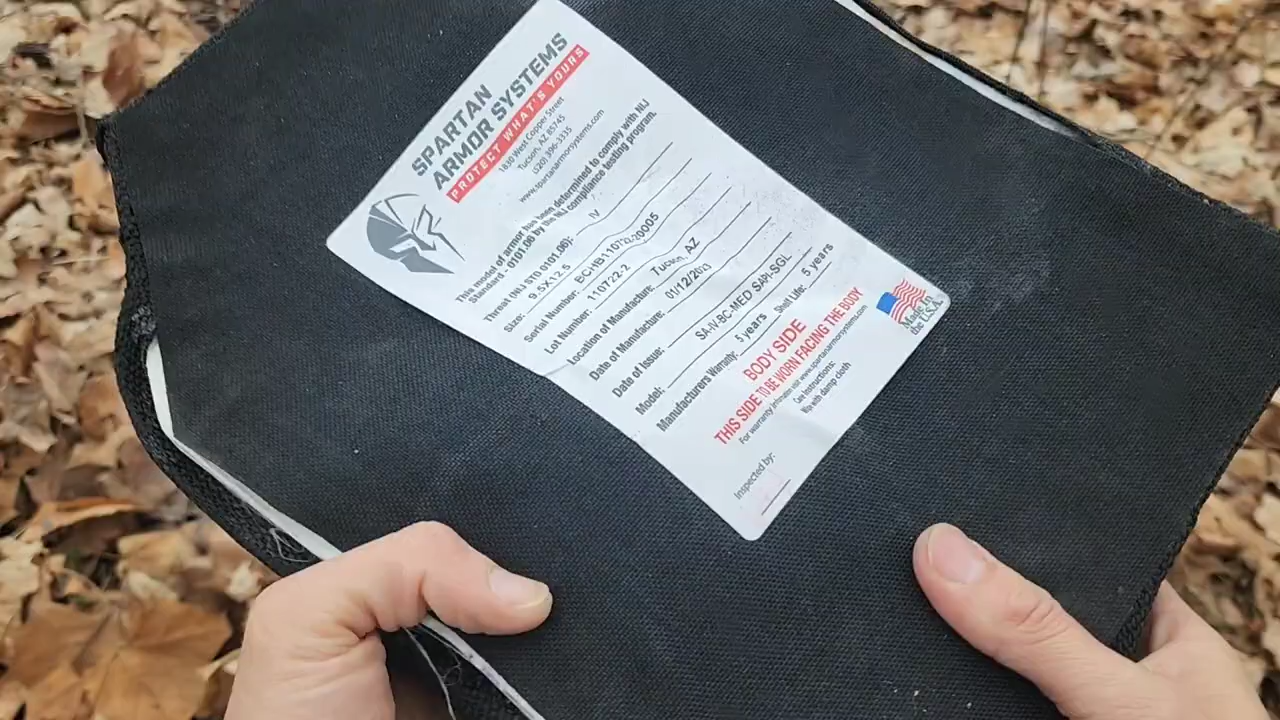 SPARTAN
ARMOR SYSTEMS
PROTECT WHAT'S YOURS
1830 West Copper Street
Tucson, AZ 85745
(520) 396-3335
www.spartanarmorsystems.com
This model of armor has been determined to comply with NIJ
Standard - 0101.06 by the NIJ compliance testing program.
Threat (NIJ STD 0101.06): IV
Size: 9.5X12.5
Serial Number:
Lot Number: 110722-2
Location of Manufacture: Tucson, AZ
Date of Manufacture: 01/12/2023
Date of Issue:
Model: SA-IV-BC-MED SAPI-SGL
Manufacturers Warranty: 5 years Shelf Life: 5 years
BODY SIDE
THIS SIDE TO BE WORN FACING THE BODY
For warranty information visit www.spartanarmorsystems.com
Care Instructions:
Wipe with damp cloth
Made in
the U.S.A.
Inspected by: